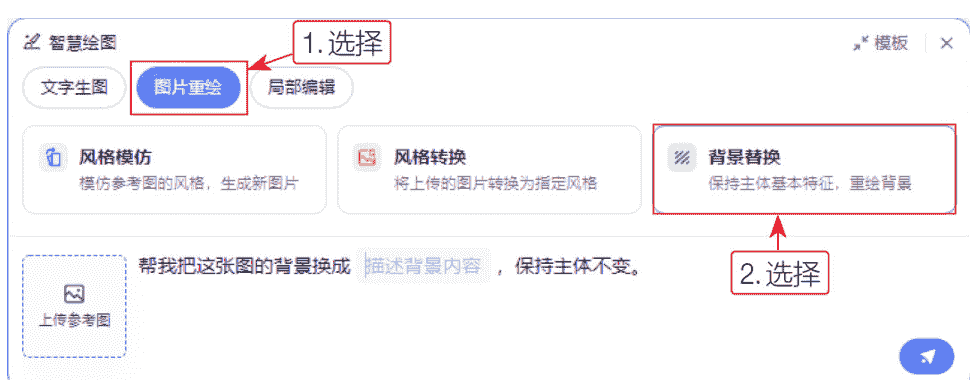 智慧绘图
1.选择
模板
文字生图
图片重绘
局部编辑
风格模仿
模仿参考图的风格，生成新图片
风格转换
将上传的图片转换为指定风格
背景替换
保持主体基本特征，重绘背景
帮我把这张图的背景换成 描述背景内容 ，保持主体不变。
2.选择
上传参考图